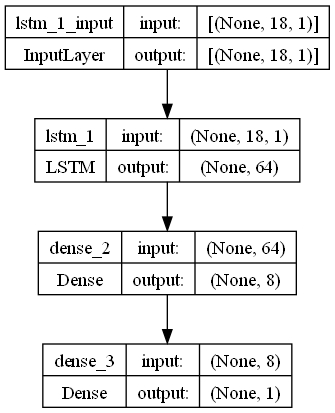 lstm_1_input input: [(None, 18, 1)]
InputLayer output: [(None, 18, 1)]
lstm_1 input: (None, 18, 1)
LSTM output: (None, 64)
dense_2 input: (None, 64)
Dense output: (None, 8)
dense_3 input: (None, 8)
Dense output: (None, 1)